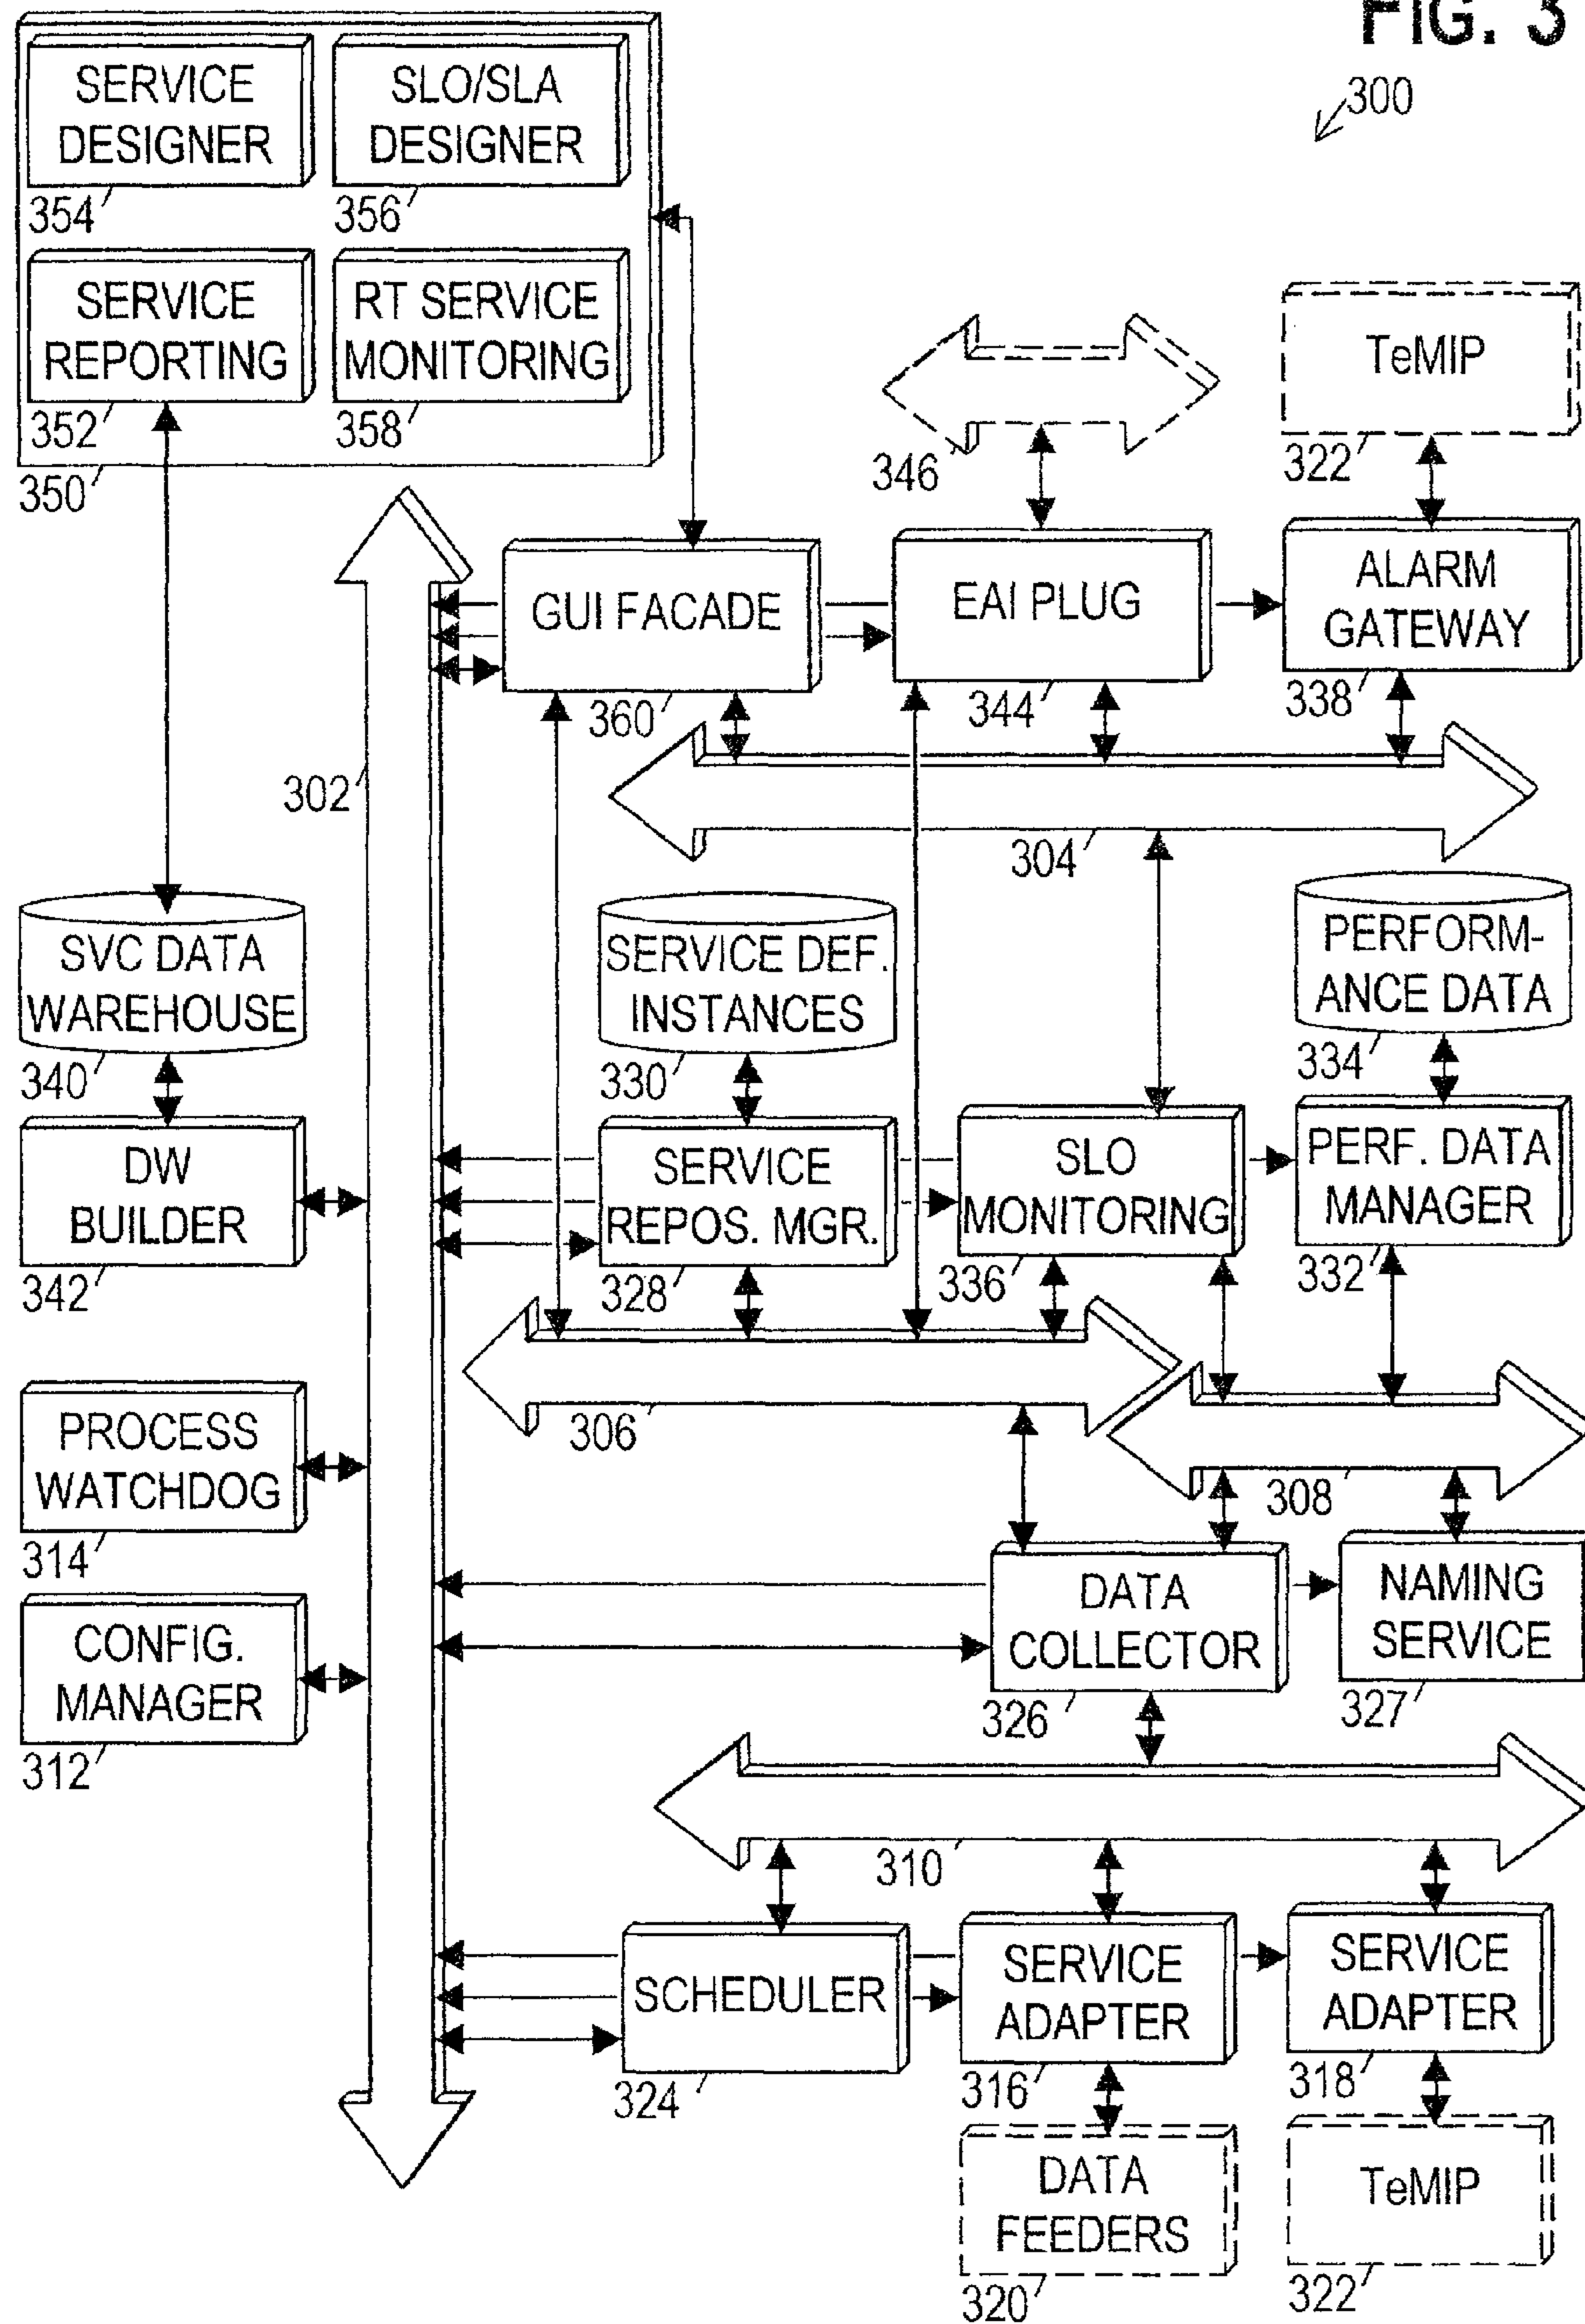 FIG. 3
300
SERVICE
DESIGNER
354
SLO/SLA
DESIGNER
356
SERVICE
REPORTING
352
RT SERVICE
MONITORING
358
350
346
TeMIP
322
GUI FACADE
360
EAI PLUG
344
ALARM
GATEWAY
338
302
304
SVC DATA
WAREHOUSE
340
SERVICE DEF.
INSTANCES
330
PERFORM-
ANCE DATA
334
DW
BUILDER
342
SERVICE
REPOS. MGR.
328
SLO
MONITORING
336
PERF. DATA
MANAGER
332
306
308
PROCESS
WATCHDOG
314
CONFIG.
MANAGER
312
DATA
COLLECTOR
326
NAMING
SERVICE
327
310
SCHEDULER
324
SERVICE
ADAPTER
316
SERVICE
ADAPTER
318
DATA
FEEDERS
320
TeMIP
322